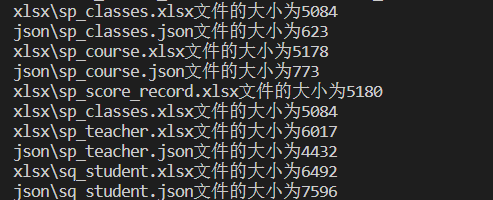 xlsx\sp_classes.xlsx文件的大小为5084
json\sp_classes.json文件的大小为623
xlsx\sp_course.xlsx文件的大小为5178
json\sp_course.json文件的大小为773
xlsx\sp_score_record.xlsx文件的大小为5180
xlsx\sp_classes.xlsx文件的大小为5084
xlsx\sp_teacher.xlsx文件的大小为6017
json\sp_teacher.json文件的大小为4432
xlsx\sq_student.xlsx文件的大小为6492
json\sq_student.json文件的大小为7596